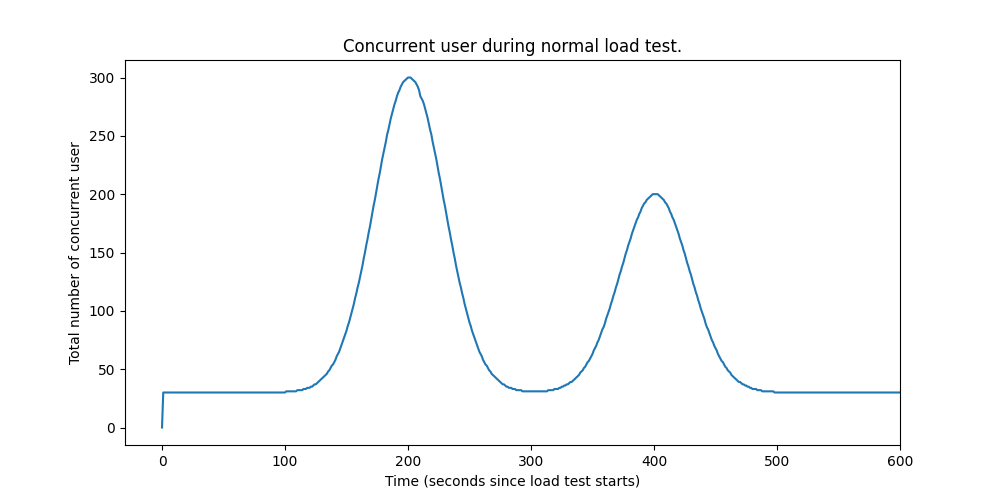 Concurrent user during normal load test.
300
250
200
150
100
50
0
Total number of concurrent user
0 100 200 300 400 500 600
Time (seconds since load test starts)